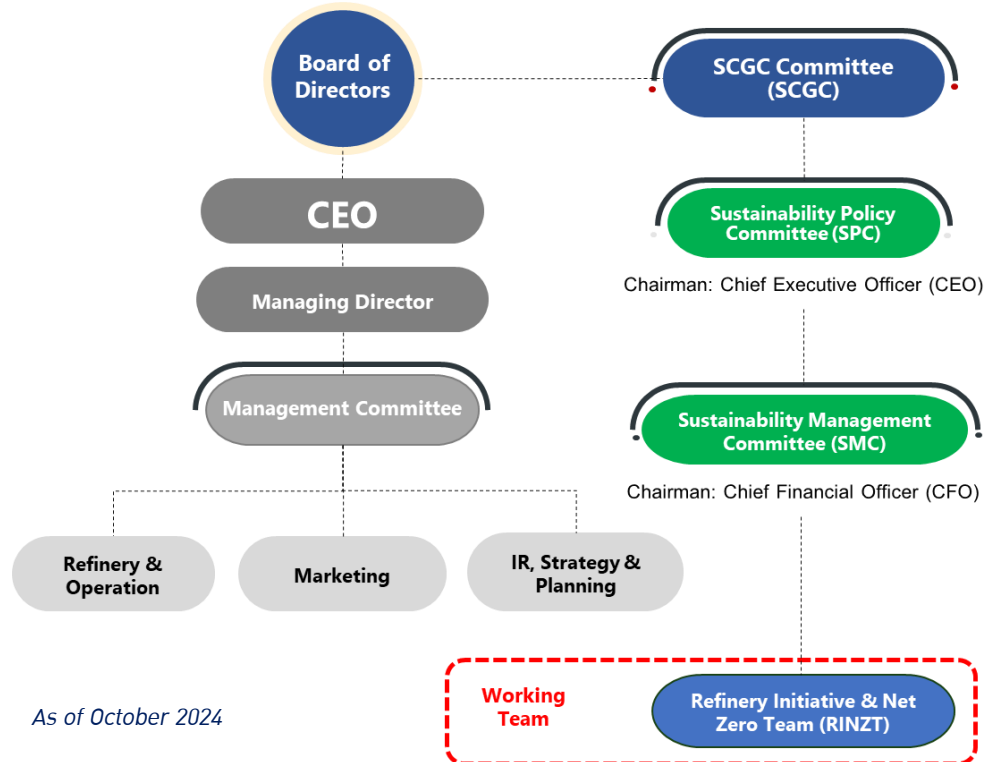 Board of
Directors
SCGC Committee
(SCGC)
CEO
Sustainability Policy
Committee (SPC)
Chairman: Chief Executive Officer (CEO)
Managing Director
Management Committee
Sustainability Management
Committee (SMC)
Chairman: Chief Financial Officer (CFO)
Refinery &
Operation
Marketing
IR, Strategy &
Planning
Working
Team
Refinery Initiative & Net
Zero Team (RINZT)
As of October 2024